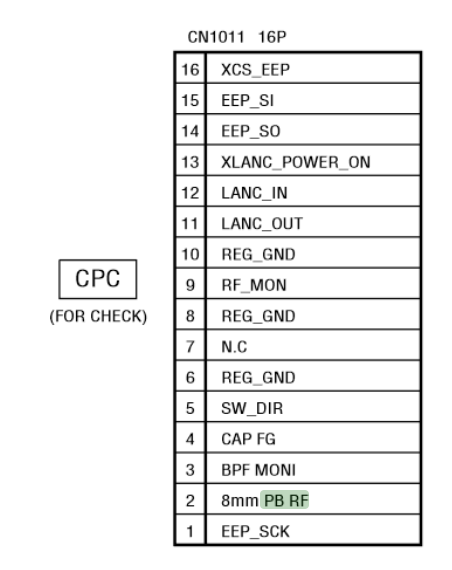 CN1011 16P
16 XCS_EEP
15 EEP_SI
14 EEP_SO
13 XLANC_POWER_ON
12 LANC_IN
11 LANC_OUT
10 REG_GND
9 RF_MON
8 REG_GND
7 N.C
6 REG_GND
5 SW_DIR
4 CAP FG
3 BPF MONI
2 8mm PB RF
1 EEP_SCK
CPC
(FOR CHECK)